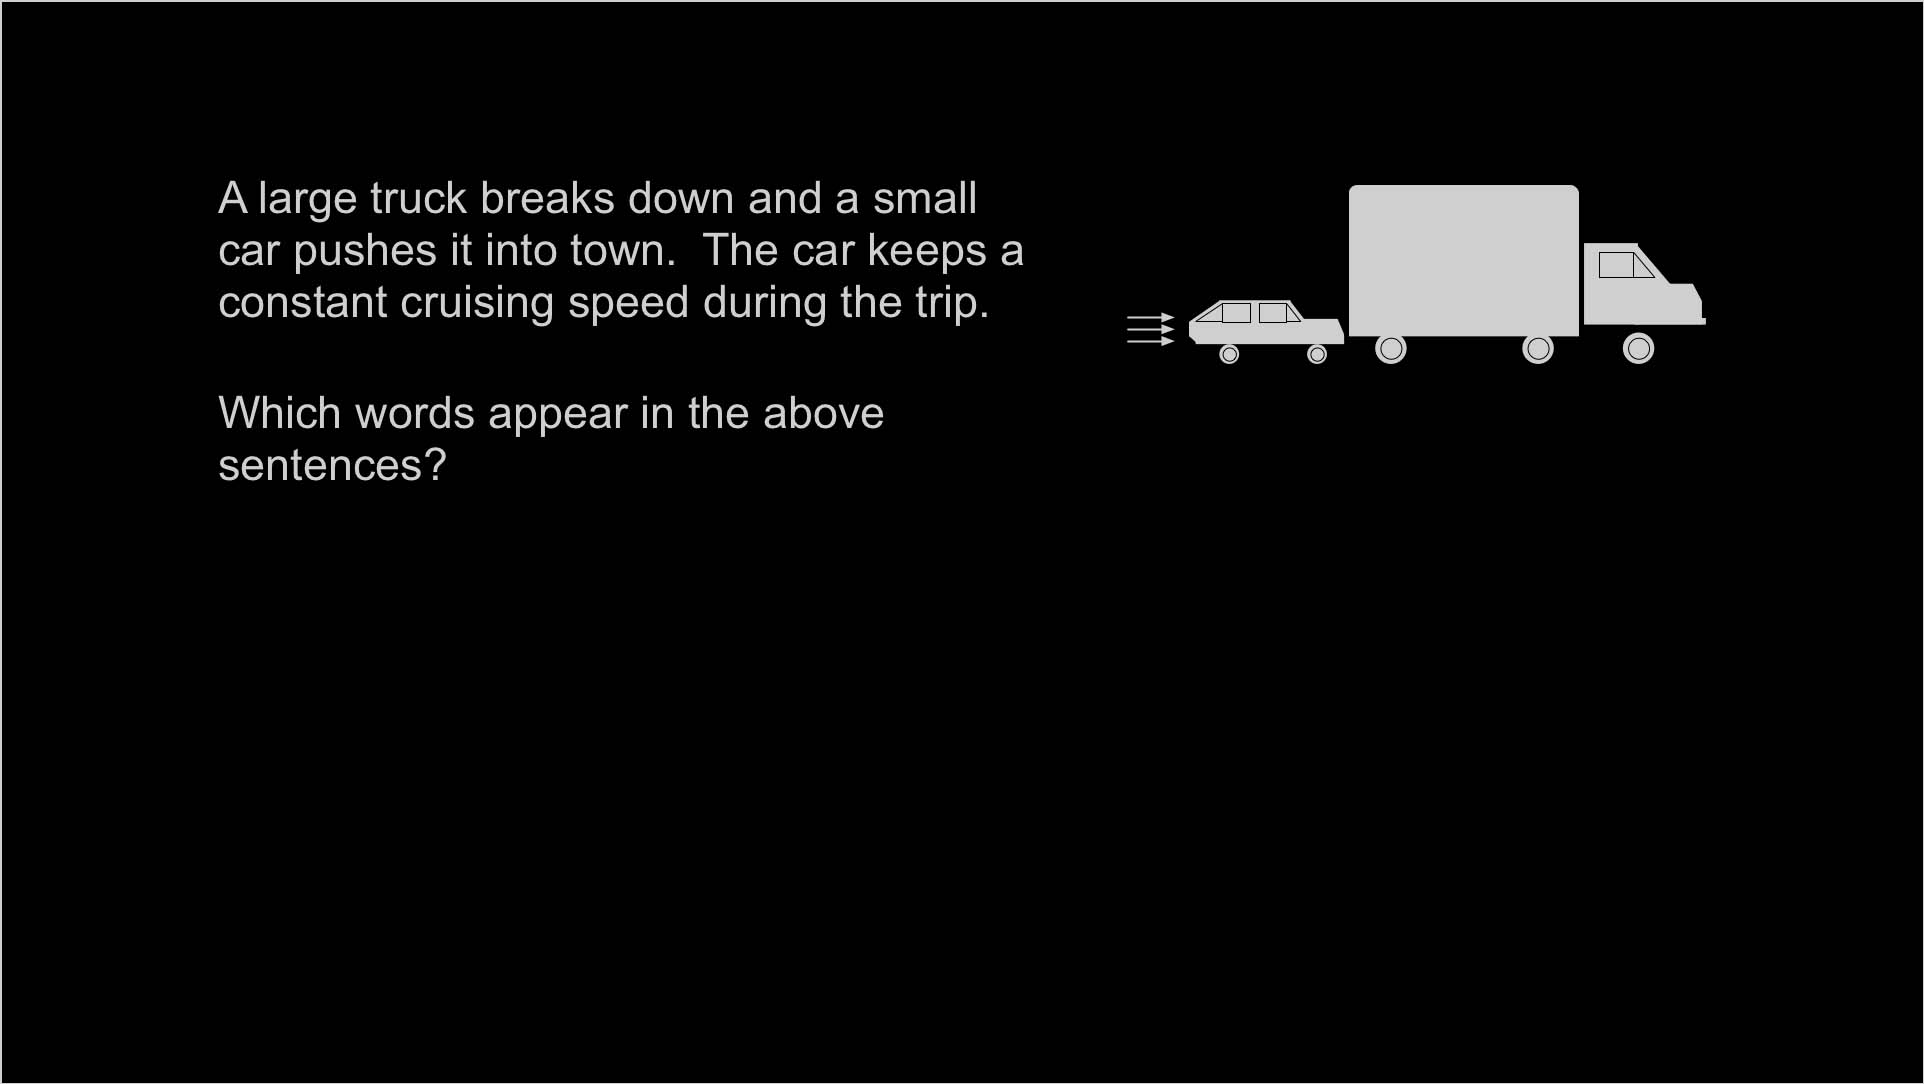 A large truck breaks down and a small
car pushes it into town.  The car keeps a
constant cruising speed during the trip.
Which words appear in the above
sentences?